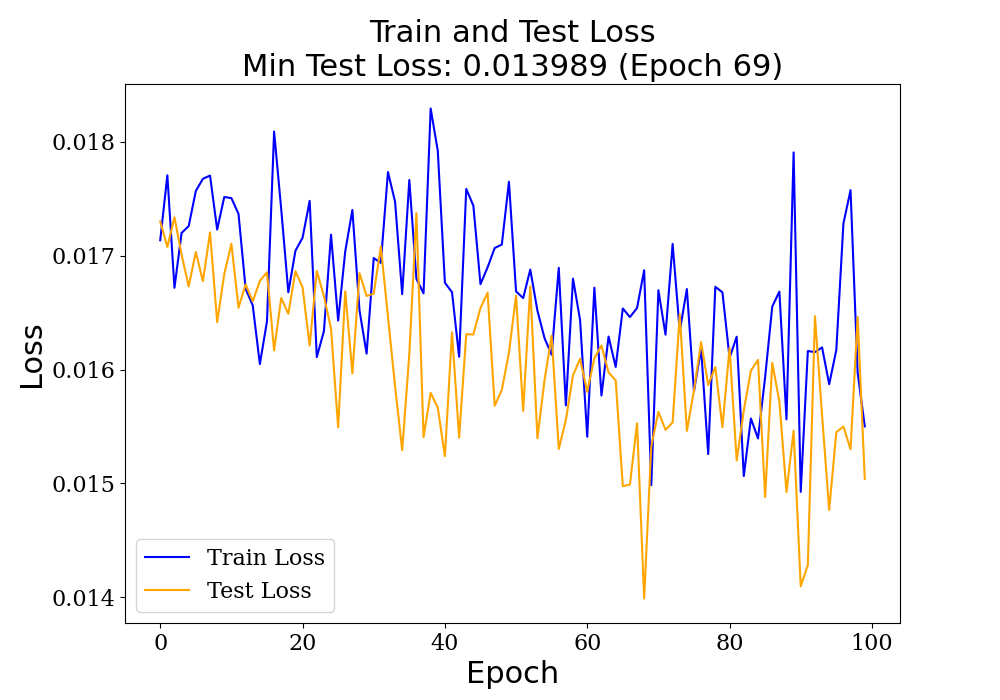 Train and Test Loss
Min Test Loss: 0.013989 (Epoch 69)
Loss
0.018
0.017
0.016
0.015
0.014
Train Loss
Test Loss
0 20 40 60 80 100
Epoch